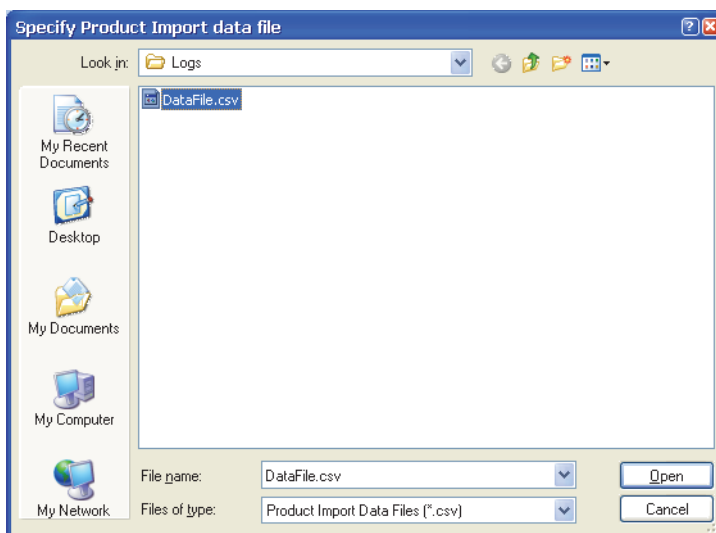 Specify Product Import data file
Look in: Logs
DataFile.csv
My Recent
Documents
Desktop
My Documents
My Computer
My Network
File name: DataFile.csv Open
Files of type: Product Import Data Files (*.csv) Cancel